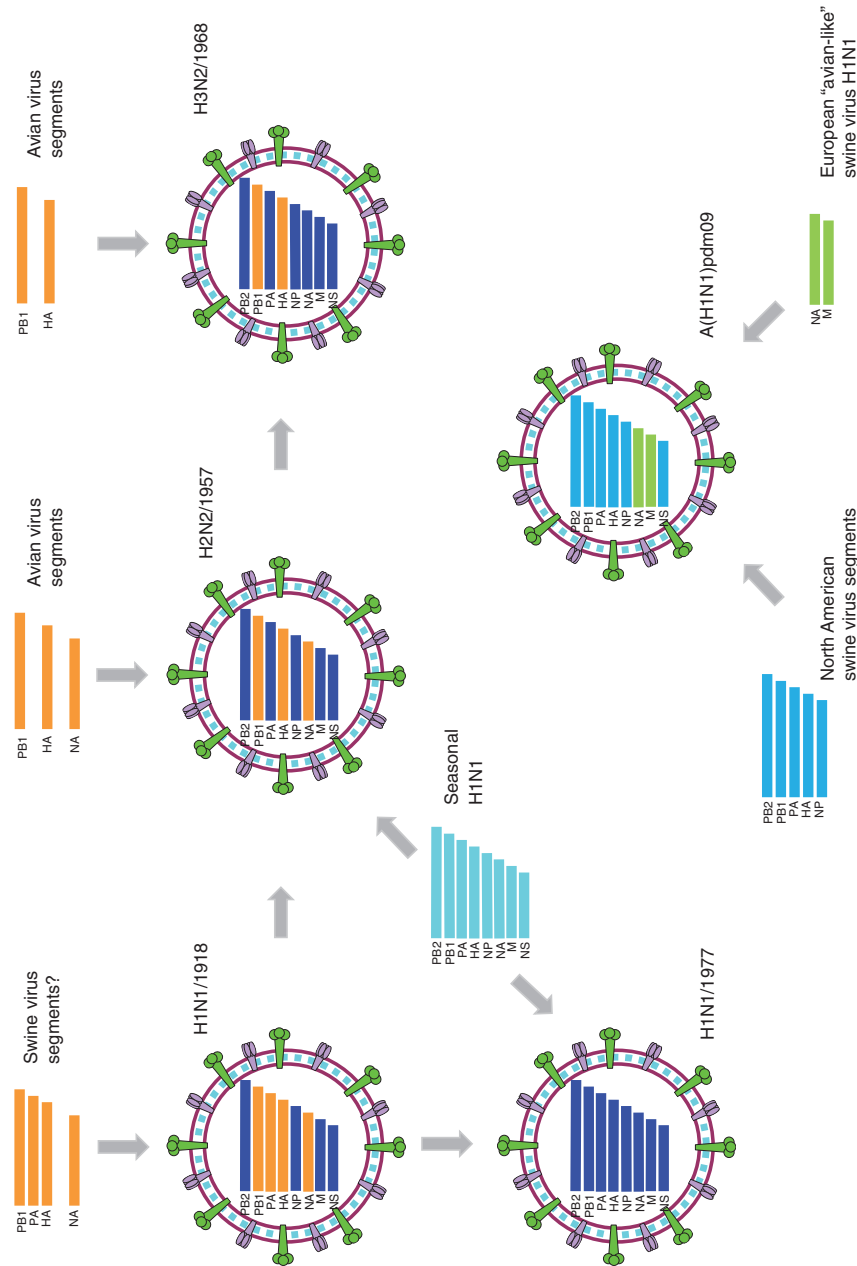 Swine virus
segments?
PB1
PA
HA
NA
Avian virus
segments
PB1
HA
NA
Avian virus
segments
PB1
HA
H1N1/1918
PB2
PB1
PA
HA
NP
NA
M
NS
H2N2/1957
PB2
PB1
PA
HA
NP
NA
M
NS
H3N2/1968
PB2
PB1
PA
HA
NP
NA
M
NS
Seasonal
H1N1
PB2
PB1
PA
HA
NP
NA
M
NS
H1N1/1977
PB2
PB1
PA
HA
NP
NA
M
NS
A(H1N1)pdm09
PB2
PB1
PA
HA
NP
NA
M
NS
PB2
PB1
PA
HA
NP
North American
swine virus segments
NA
M
European “avian-like”
swine virus H1N1